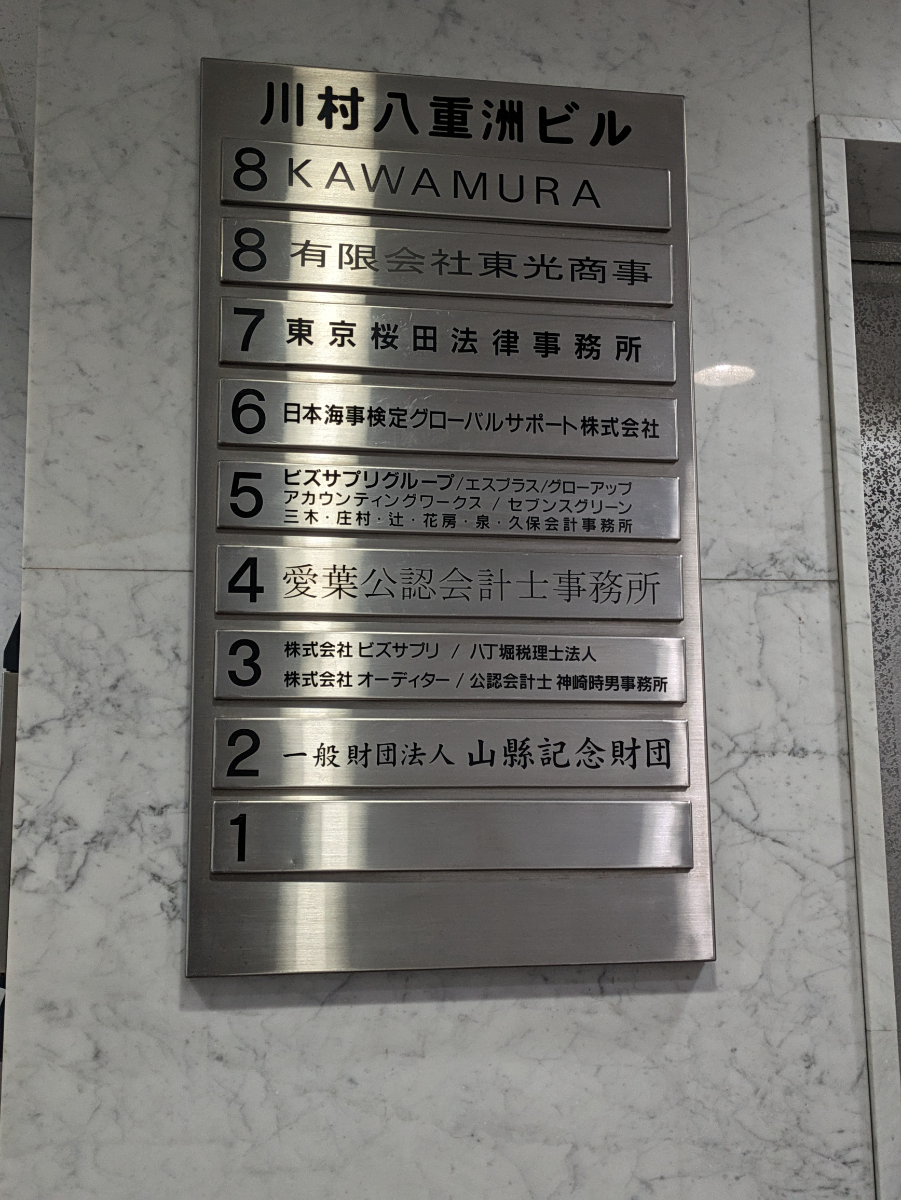 川村八重洲ビル
8 KAWAMURA
8 有限会社東光商事
7 東京桜田法律事務所
6 日本海事検定グローバルサポート株式会社
5 ビズサプリグループ/エスプラス/グローアップ
アカウンティングワークス / セブンスグリーン
三木・庄村・辻・花房・泉・久保会計事務所
4 愛葉公認会計士事務所
3 株式会社 ビズサプリ / 八丁堀税理士法人
株式会社 オーディター / 公認会計士 神崎時男事務所
2 一般財団法人 山縣記念財団
1